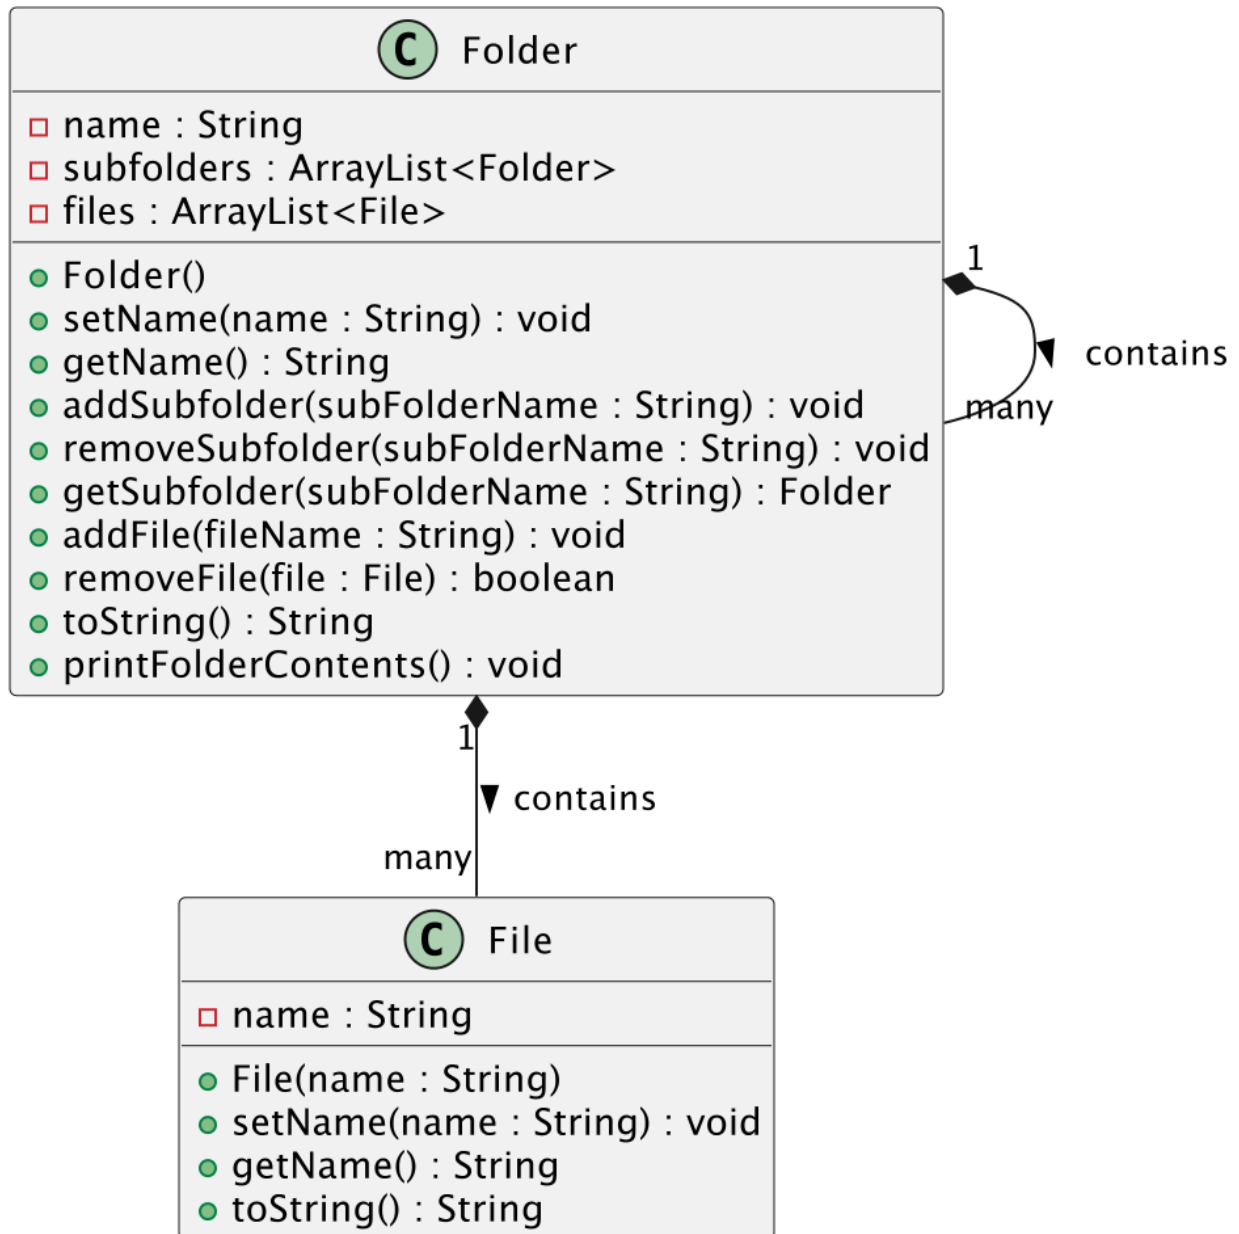 C Folder
name : String
subfolders : ArrayList<Folder>
files : ArrayList<File>
Folder()
setName(name : String) : void
getName() : String
addSubfolder(subFolderName : String) : void
removeSubfolder(subFolderName : String) : void
getSubfolder(subFolderName : String) : Folder
addFile(fileName : String) : void
removeFile(file : File) : boolean
toString() : String
printFolderContents() : void
1
contains
many
1
contains
many
C File
name : String
File(name : String)
setName(name : String) : void
getName() : String
toString() : String